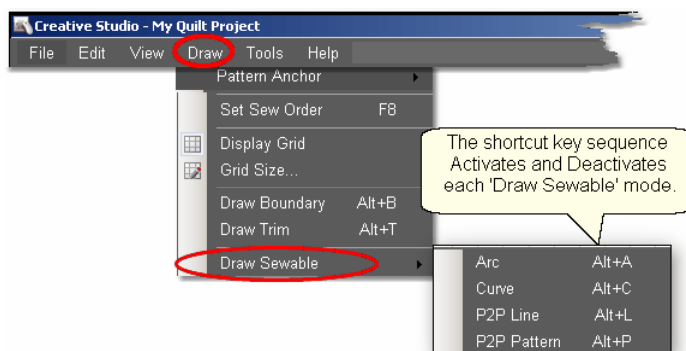 Creative Studio - My Quilt Project
File Edit View Draw Tools Help
Pattern Anchor
Set Sew Order F8
Display Grid
Grid Size...
Draw Boundary Alt+B
Draw Trim Alt+T
Draw Sewable
The shortcut key sequence
Activates and Deactivates
each 'Draw Sewable' mode.
Arc Alt+A
Curve Alt+C
P2P Line Alt+L
P2P Pattern Alt+P